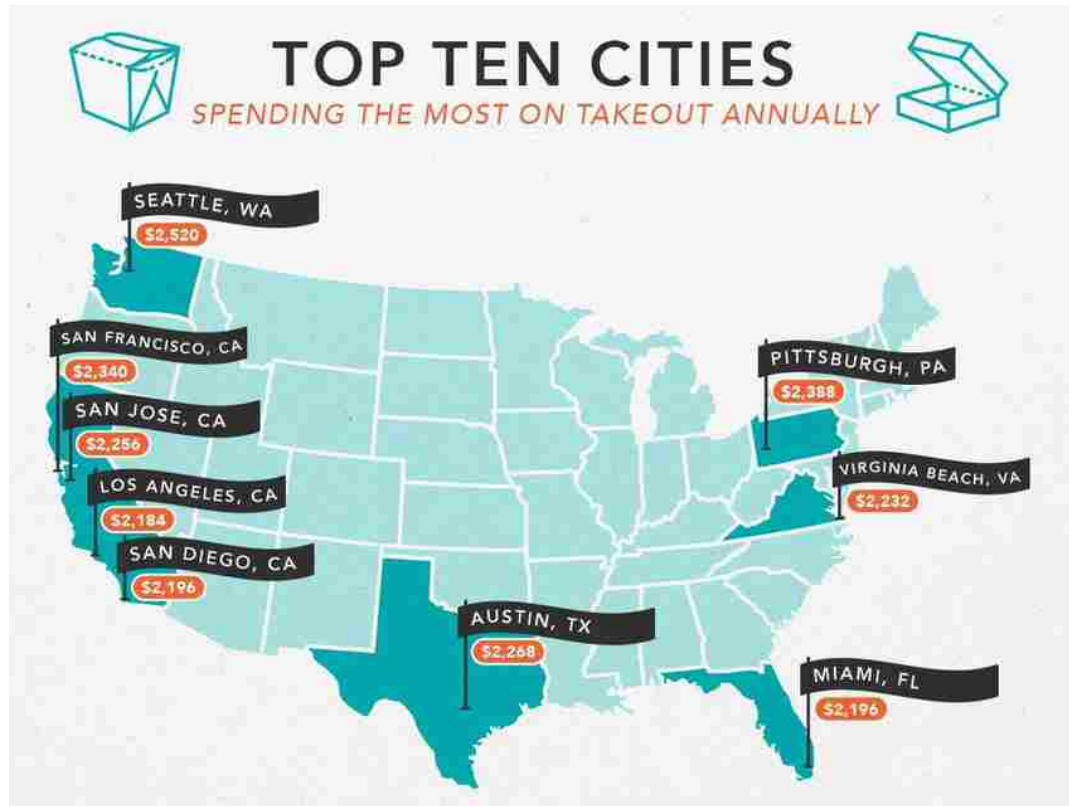 TOP TEN CITIES
SPENDING THE MOST ON TAKEOUT ANNUALLY
SEATTLE, WA
$2,520
SAN FRANCISCO, CA
$2,340
SAN JOSE, CA
$2,256
LOS ANGELES, CA
$2,184
SAN DIEGO, CA
$2,196
PITTSBURGH, PA
$2,388
VIRGINIA BEACH, VA
$2,232
AUSTIN, TX
$2,268
MIAMI, FL
$2,196